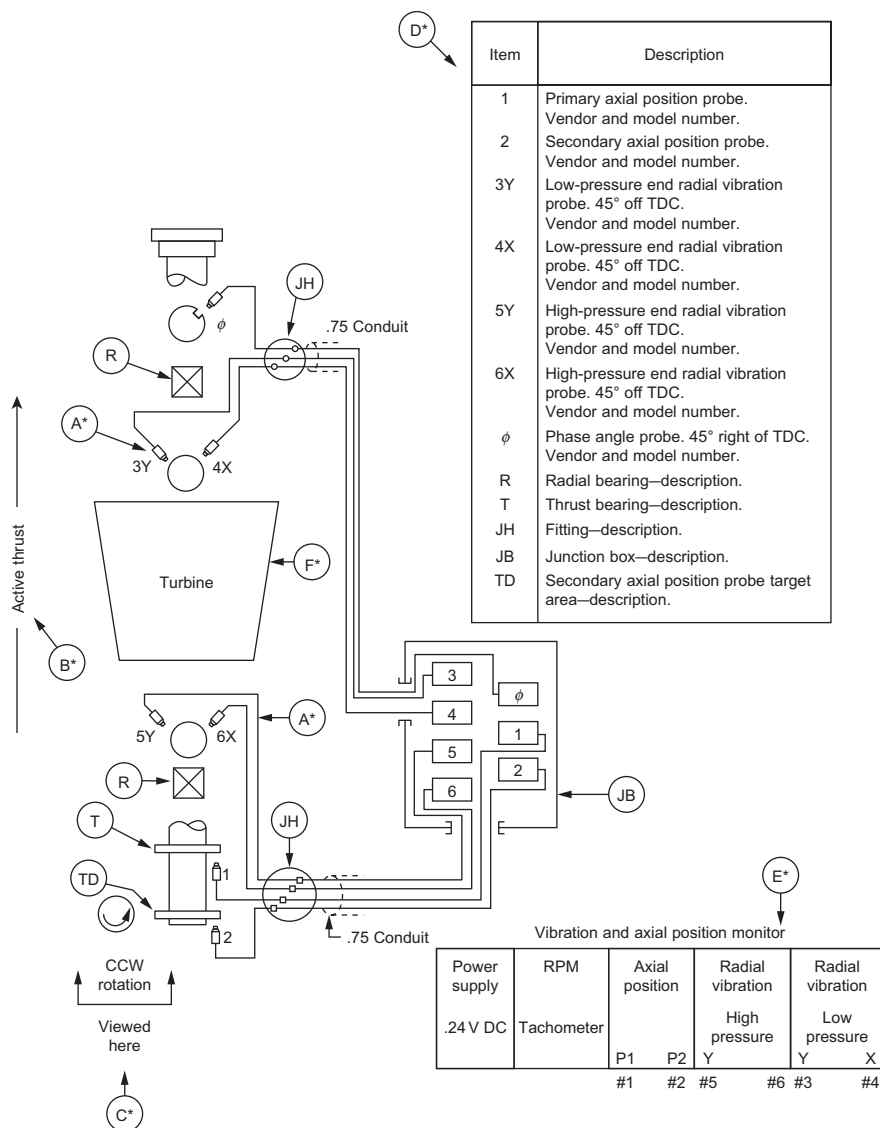 D*
Item Description
1 Primary axial position probe.
Vendor and model number.
2 Secondary axial position probe.
Vendor and model number.
3Y Low-pressure end radial vibration
probe. 45° off TDC.
Vendor and model number.
4X Low-pressure end radial vibration
probe. 45° off TDC.
Vendor and model number.
5Y High-pressure end radial vibration
probe. 45° off TDC.
Vendor and model number.
6X High-pressure end radial vibration
probe. 45° off TDC.
Vendor and model number.
ϕ Phase angle probe. 45° right of TDC.
Vendor and model number.
R Radial bearing—description.
T Thrust bearing—description.
JH Fitting—description.
JB Junction box—description.
TD Secondary axial position probe target
area—description.
JH
ϕ
.75 Conduit
R
A*
3Y 4X
Active thrust
Turbine
F*
B*
A*
5Y 6X
3
ϕ
4
1
5
2
6
JB
R
T
JH
1
TD
2
.75 Conduit
CCW
rotation
Viewed
here
C*
E*
Vibration and axial position monitor
Power RPM Axial Radial Radial
supply position vibration vibration
High Low
.24 V DC Tachometer pressure pressure
P1 P2 Y Y X
#1 #2 #5 #6 #3 #4